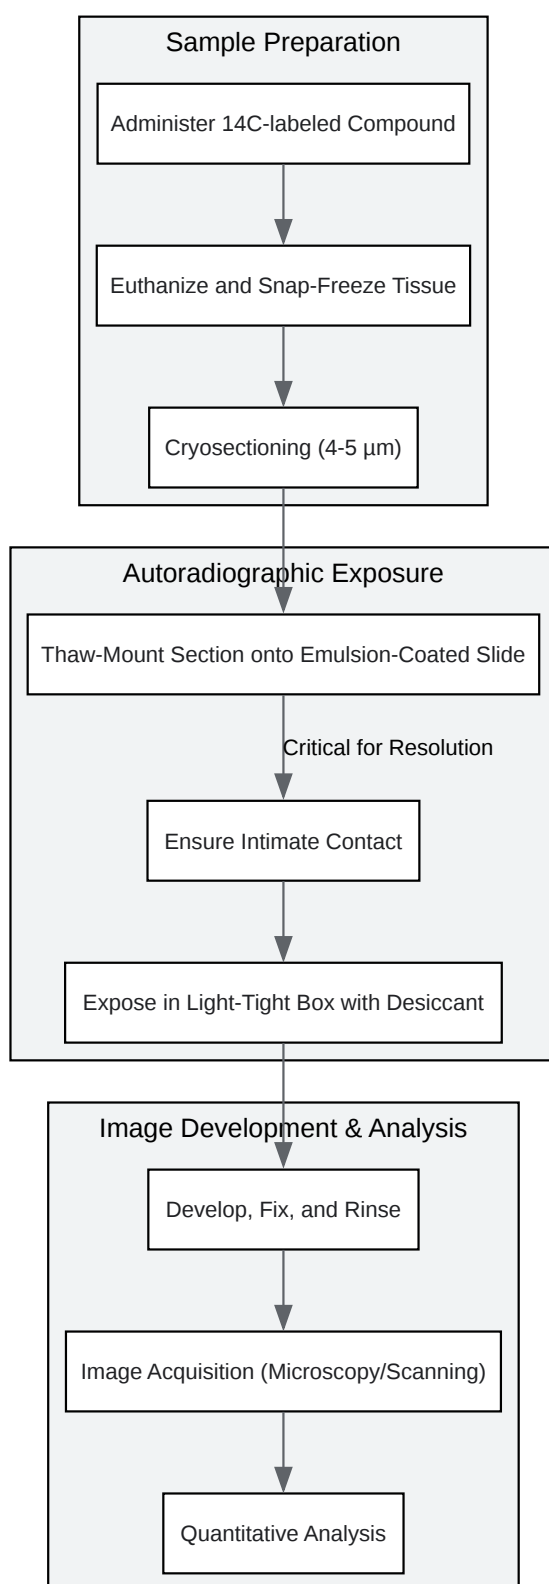 Sample Preparation
Administer 14C-labeled Compound
Euthanize and Snap-Freeze Tissue
Cryosectioning (4-5 µm)
Autoradiographic Exposure
Thaw-Mount Section onto Emulsion-Coated Slide
Critical for Resolution
Ensure Intimate Contact
Expose in Light-Tight Box with Desiccant
Image Development & Analysis
Develop, Fix, and Rinse
Image Acquisition (Microscopy/Scanning)
Quantitative Analysis